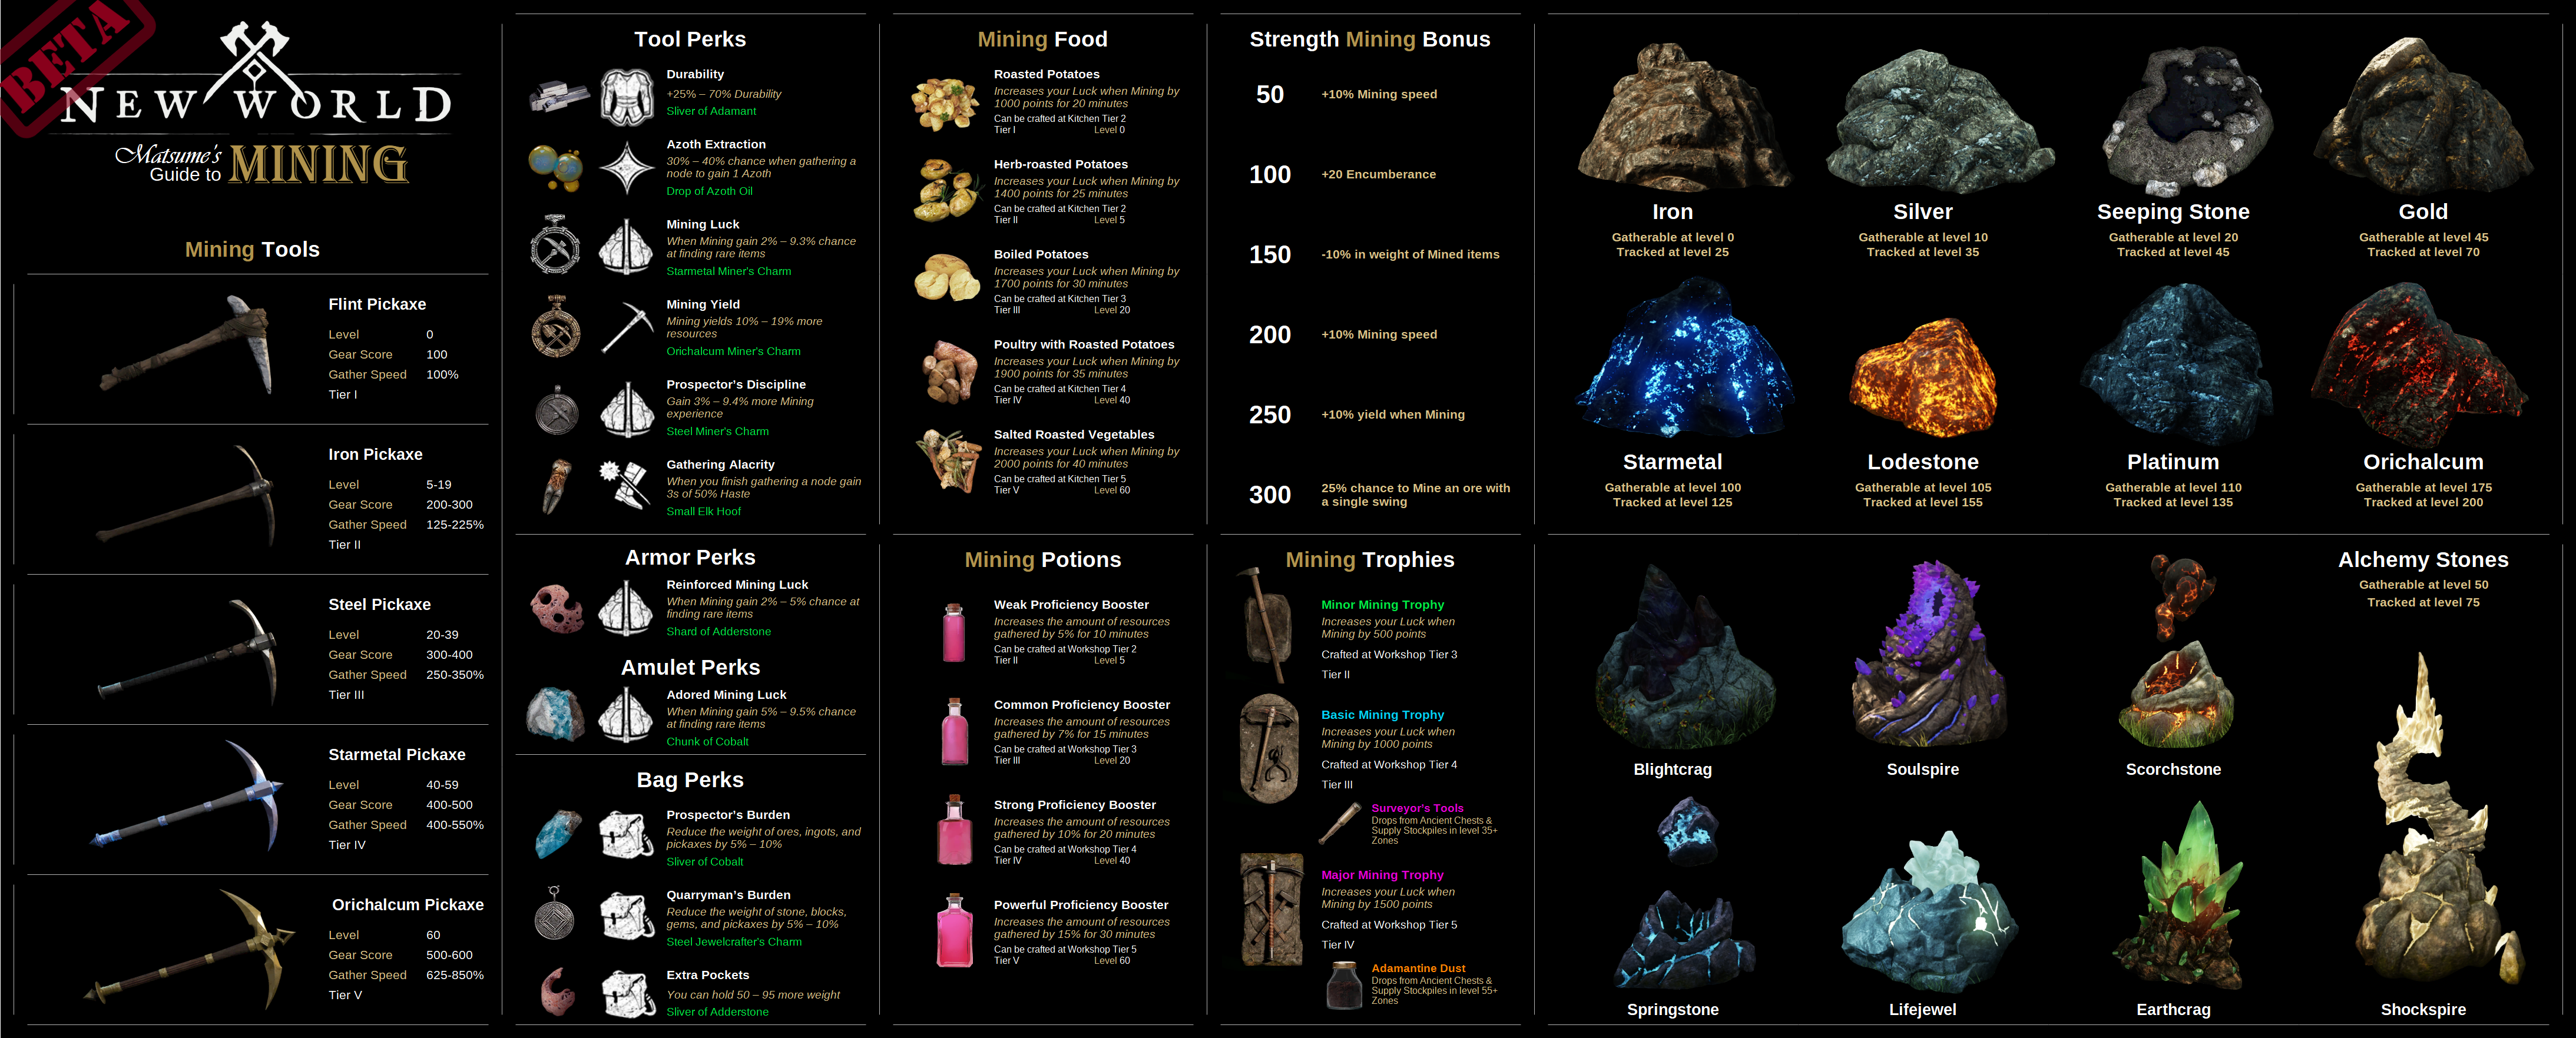 BETA
NEW WORLD
Matsume's
Guide to MINING
Mining Tools
Flint Pickaxe
Level 0
Gear Score 100
Gather Speed 100%
Tier I
Iron Pickaxe
Level 5-19
Gear Score 200-300
Gather Speed 125-225%
Tier II
Steel Pickaxe
Level 20-39
Gear Score 300-400
Gather Speed 250-350%
Tier III
Starmetal Pickaxe
Level 40-59
Gear Score 400-500
Gather Speed 400-550%
Tier IV
Orichalcum Pickaxe
Level 60
Gear Score 500-600
Gather Speed 625-850%
Tier V
Tool Perks
Durability
+25% – 70% Durability
Sliver of Adamant
Azoth Extraction
30% – 40% chance when gathering a
node to gain 1 Azoth
Drop of Azoth Oil
Mining Luck
When Mining gain 2% – 9.3% chance
at finding rare items
Starmetal Miner's Charm
Mining Yield
Mining yields 10% – 19% more
resources
Orichalcum Miner's Charm
Prospector's Discipline
Gain 3% – 9.4% more Mining
experience
Steel Miner's Charm
Gathering Alacrity
When you finish gathering a node gain
3s of 50% Haste
Small Elk Hoof
Armor Perks
Reinforced Mining Luck
When Mining gain 2% – 5% chance at
finding rare items
Shard of Adderstone
Amulet Perks
Adored Mining Luck
When Mining gain 5% – 9.5% chance
at finding rare items
Chunk of Cobalt
Bag Perks
Prospector's Burden
Reduce the weight of ores, ingots, and
pickaxes by 5% – 10%
Sliver of Cobalt
Quarryman's Burden
Reduce the weight of stone, blocks,
gems, and pickaxes by 5% – 10%
Steel Jewelcrafter's Charm
Extra Pockets
You can hold 50 – 95 more weight
Sliver of Adderstone
Mining Food
Roasted Potatoes
Increases your Luck when Mining by
1000 points for 20 minutes
Can be crafted at Kitchen Tier 2
Tier I Level 0
Herb-roasted Potatoes
Increases your Luck when Mining by
1400 points for 25 minutes
Can be crafted at Kitchen Tier 2
Tier II Level 5
Boiled Potatoes
Increases your Luck when Mining by
1700 points for 30 minutes
Can be crafted at Kitchen Tier 3
Tier III Level 20
Poultry with Roasted Potatoes
Increases your Luck when Mining by
1900 points for 35 minutes
Can be crafted at Kitchen Tier 4
Tier IV Level 40
Salted Roasted Vegetables
Increases your Luck when Mining by
2000 points for 40 minutes
Can be crafted at Kitchen Tier 5
Tier V Level 60
Mining Potions
Weak Proficiency Booster
Increases the amount of resources
gathered by 5% for 10 minutes
Can be crafted at Workshop Tier 2
Tier II Level 5
Common Proficiency Booster
Increases the amount of resources
gathered by 7% for 15 minutes
Can be crafted at Workshop Tier 3
Tier III Level 20
Strong Proficiency Booster
Increases the amount of resources
gathered by 10% for 20 minutes
Can be crafted at Workshop Tier 4
Tier IV Level 40
Powerful Proficiency Booster
Increases the amount of resources
gathered by 15% for 30 minutes
Can be crafted at Workshop Tier 5
Tier V Level 60
Strength Mining Bonus
50 +10% Mining speed
100 +20 Encumberance
150 -10% in weight of Mined items
200 +10% Mining speed
250 +10% yield when Mining
300 25% chance to Mine an ore with
a single swing
Mining Trophies
Minor Mining Trophy
Increases your Luck when
Mining by 500 points
Crafted at Workshop Tier 3
Tier II
Basic Mining Trophy
Increases your Luck when
Mining by 1000 points
Crafted at Workshop Tier 4
Tier III
Surveyor's Tools
Drops from Ancient Chests &
Supply Stockpiles in level 35+
Zones
Major Mining Trophy
Increases your Luck when
Mining by 1500 points
Crafted at Workshop Tier 5
Tier IV
Adamantine Dust
Drops from Ancient Chests &
Supply Stockpiles in level 55+
Zones
Iron
Gatherable at level 0
Tracked at level 25
Silver
Gatherable at level 10
Tracked at level 35
Seeping Stone
Gatherable at level 20
Tracked at level 45
Gold
Gatherable at level 45
Tracked at level 70
Starmetal
Gatherable at level 100
Tracked at level 125
Lodestone
Gatherable at level 105
Tracked at level 155
Platinum
Gatherable at level 110
Tracked at level 135
Orichalcum
Gatherable at level 175
Tracked at level 200
Alchemy Stones
Gatherable at level 50
Tracked at level 75
Blightcrag
Soulspire
Scorchstone
Springstone
Lifejewel
Earthcrag
Shockspire